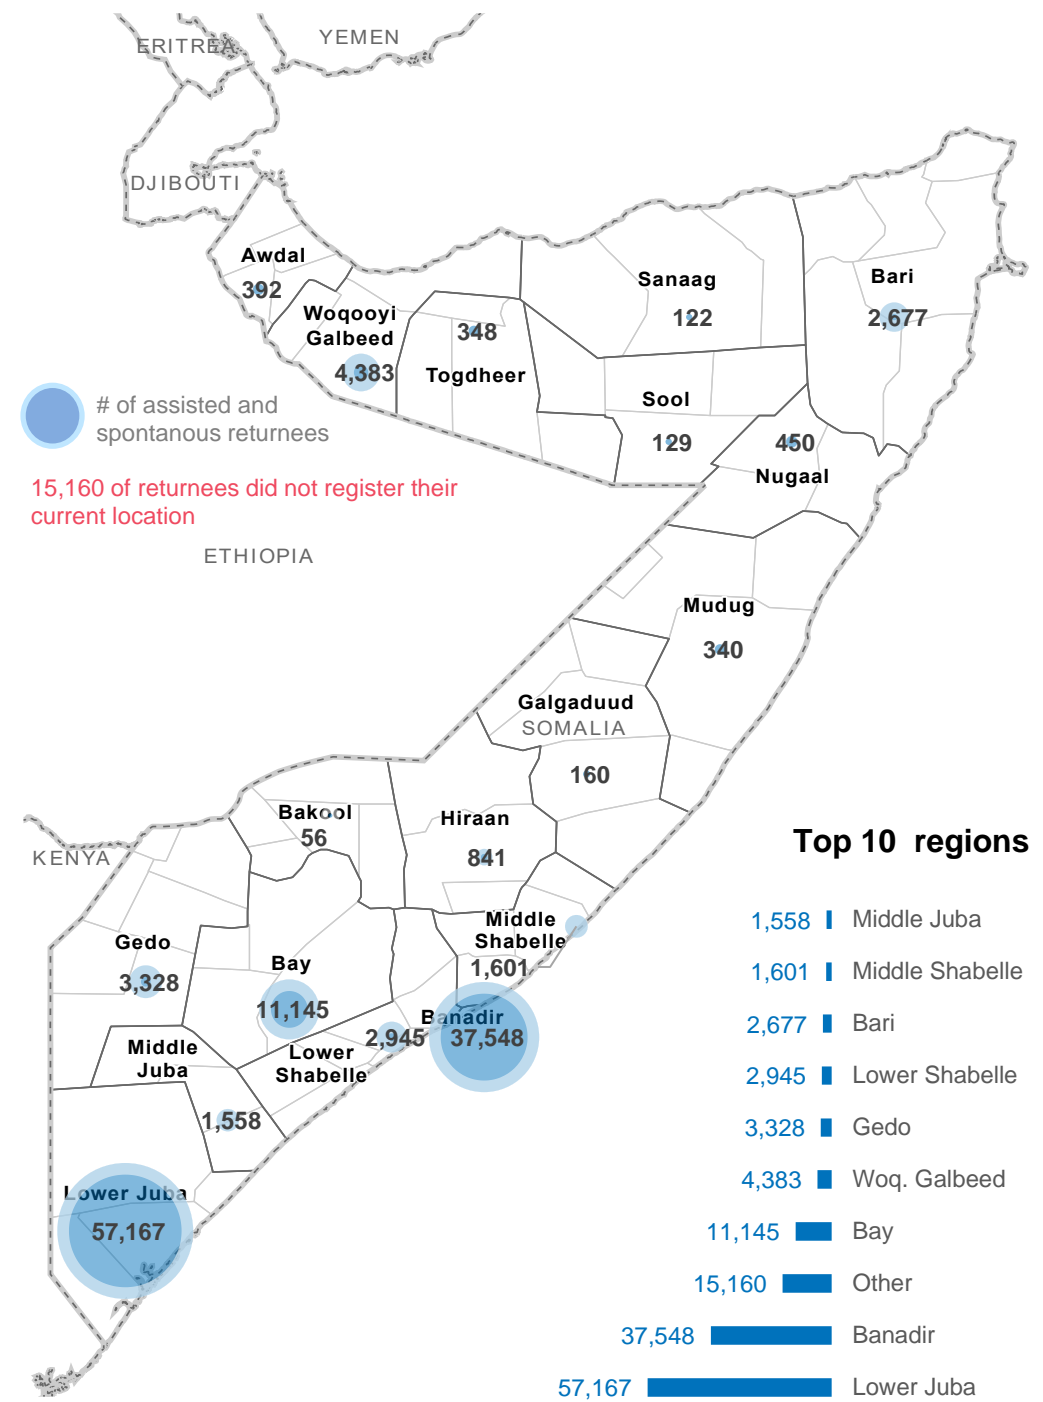 ERITREA
YEMEN
DJIBOUTI
Awdal
392
Woqooyi
Galbeed
4,383
348
Togdheer
Sanaag
122
Bari
2,677
Sool
129
450
Nugaal
# of assisted and
spontanous returnees
15,160 of returnees did not register their
current location
ETHIOPIA
Mudug
340
Galgaduud
SOMALIA
160
Bakool
56
Hiraan
841
KENYA
Gedo
3,328
Bay
11,145
Middle
Shabelle
1,601
Banadir
37,548
2,945
Lower
Shabelle
Middle
Juba
1,558
Lower Juba
57,167
Top 10 regions
1,558 Middle Juba
1,601 Middle Shabelle
2,677 Bari
2,945 Lower Shabelle
3,328 Gedo
4,383 Woq. Galbeed
11,145 Bay
15,160 Other
37,548 Banadir
57,167 Lower Juba